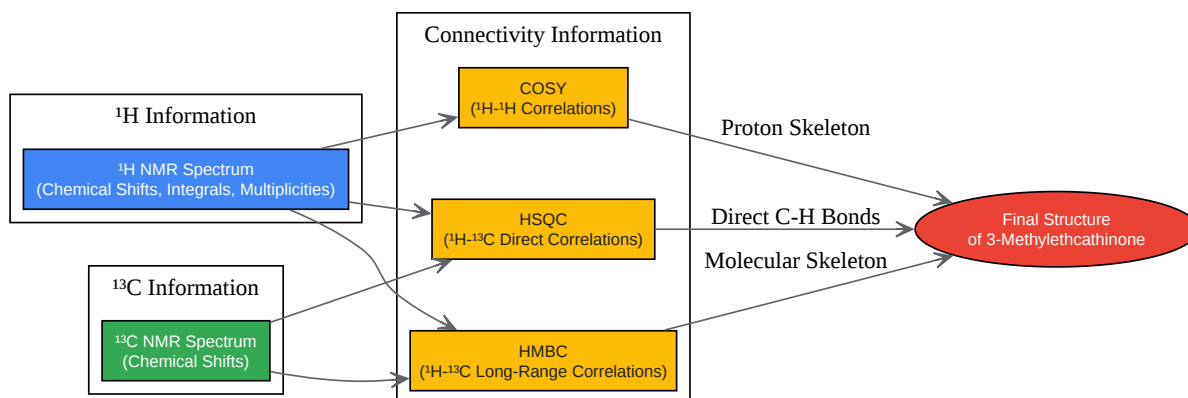 Connectivity Information
COSY
(¹H-¹H Correlations)
¹H Information
¹H NMR Spectrum
(Chemical Shifts, Integrals, Multiplicities)
Proton Skeleton
HSQC
(¹H-¹³C Direct Correlations)
Direct C-H Bonds
Final Structure
of 3-Methylethcathinone
Molecular Skeleton
¹³C Information
¹³C NMR Spectrum
(Chemical Shifts)
HMBC
(¹H-¹³C Long-Range Correlations)